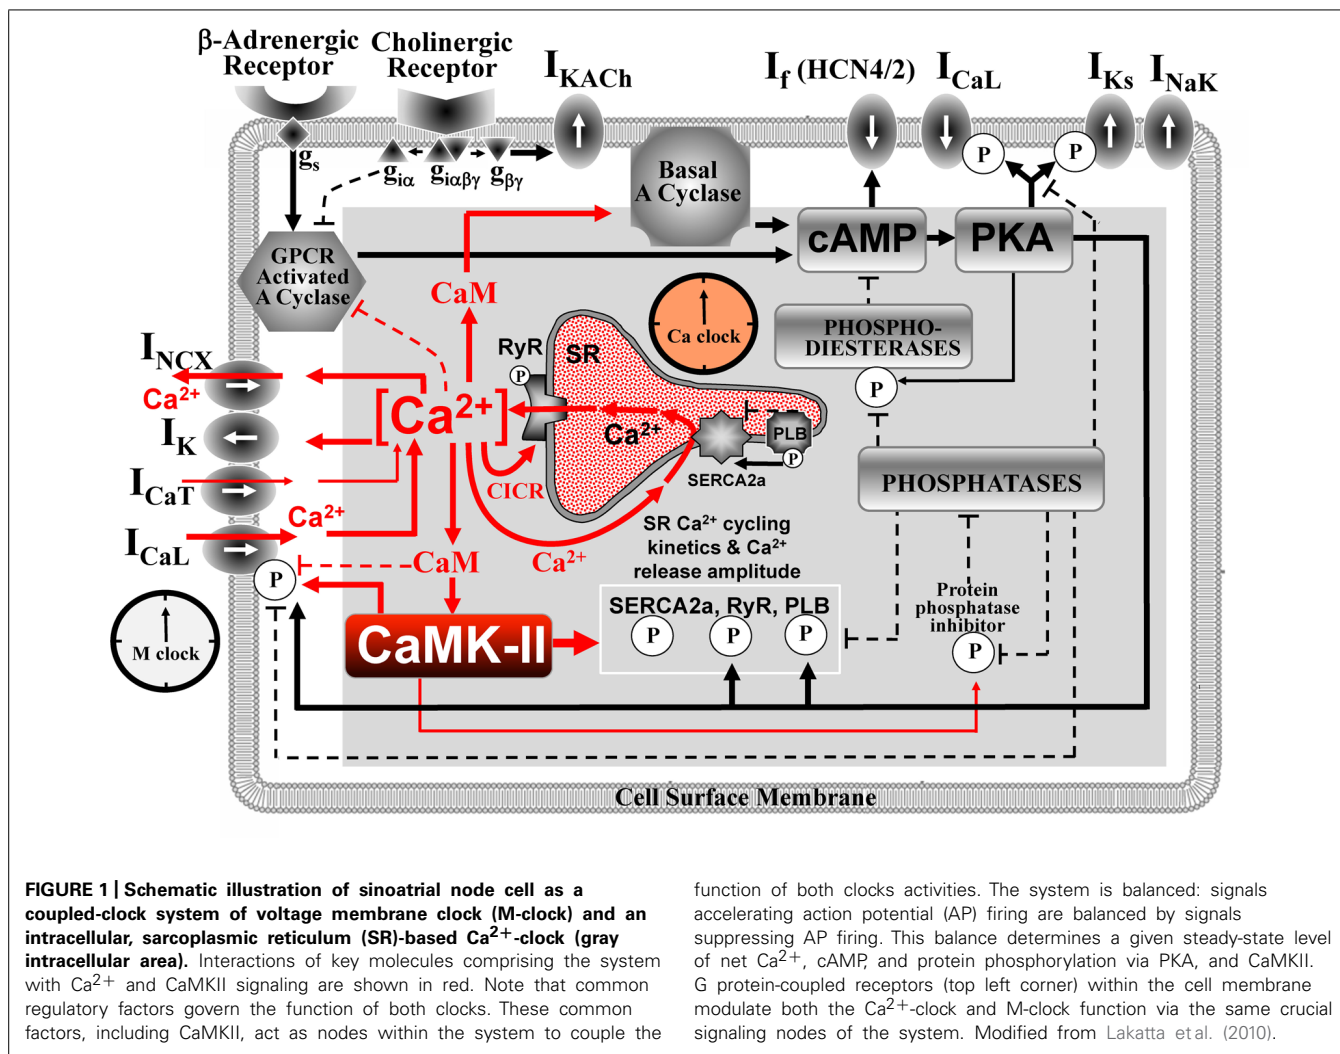 β-Adrenergic
Receptor
Cholinergic
Receptor
I KACh
I f (HCN4/2)
I CaL
I Ks
I NaK
gs
giα
giαβγ
gβγ
Basal
A Cyclase
P
P
GPCR
Activated
A Cyclase
cAMP
PKA
CaM
Ca clock
PHOSPHO-
DIESTERASES
RyR
SR
P
P
I NCX
Ca2+
[Ca2+]
Ca2+
PLB
P
I K
SERCA2a
PHOSPHATASES
I CaT
CICR
Ca2+
I CaL
SR Ca2+ cycling
kinetics & Ca2+
release amplitude
CaM
Ca2+
P
Protein
phosphatase
inhibitor
SERCA2a, RyR, PLB
P
P
P
P
M clock
CaMK-II
Cell Surface Membrane
FIGURE 1 | Schematic illustration of sinoatrial node cell as a
coupled-clock system of voltage membrane clock (M-clock) and an
intracellular, sarcoplasmic reticulum (SR)-based Ca2+-clock (gray
intracellular area). Interactions of key molecules comprising the system
with Ca2+ and CaMKII signaling are shown in red. Note that common
regulatory factors govern the function of both clocks. These common
factors, including CaMKII, act as nodes within the system to couple the
function of both clocks activities. The system is balanced: signals
accelerating action potential (AP) firing are balanced by signals
suppressing AP firing. This balance determines a given steady-state level
of net Ca2+, cAMP, and protein phosphorylation via PKA, and CaMKII.
G protein-coupled receptors (top left corner) within the cell membrane
modulate both the Ca2+-clock and M-clock function via the same crucial
signaling nodes of the system. Modified from Lakatta et al. (2010).